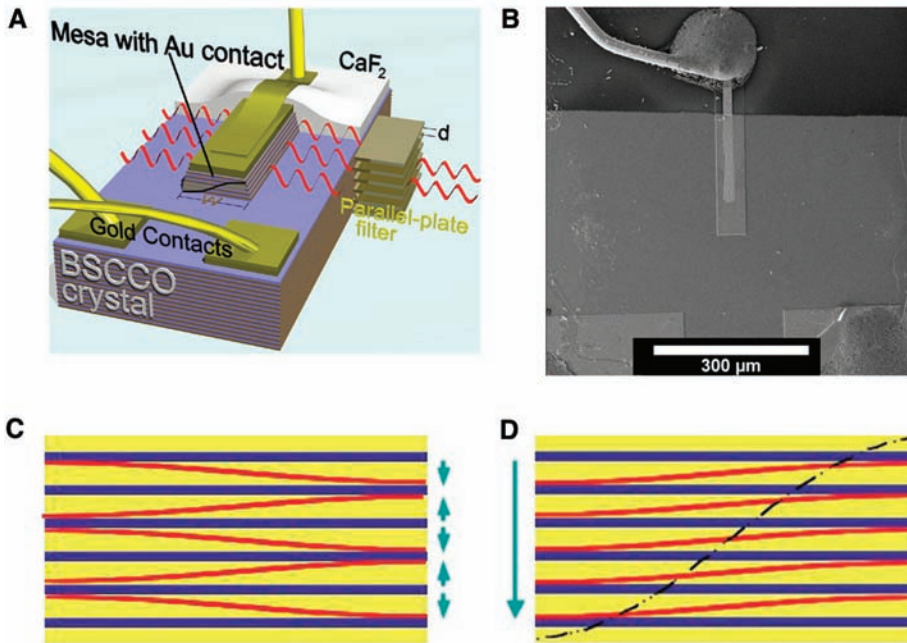 A
Mesa with Au contact
CaF2
d
w
Parallel-plate
filter
Gold Contacts
BSCCO
crystal
B
300 µm
C
D